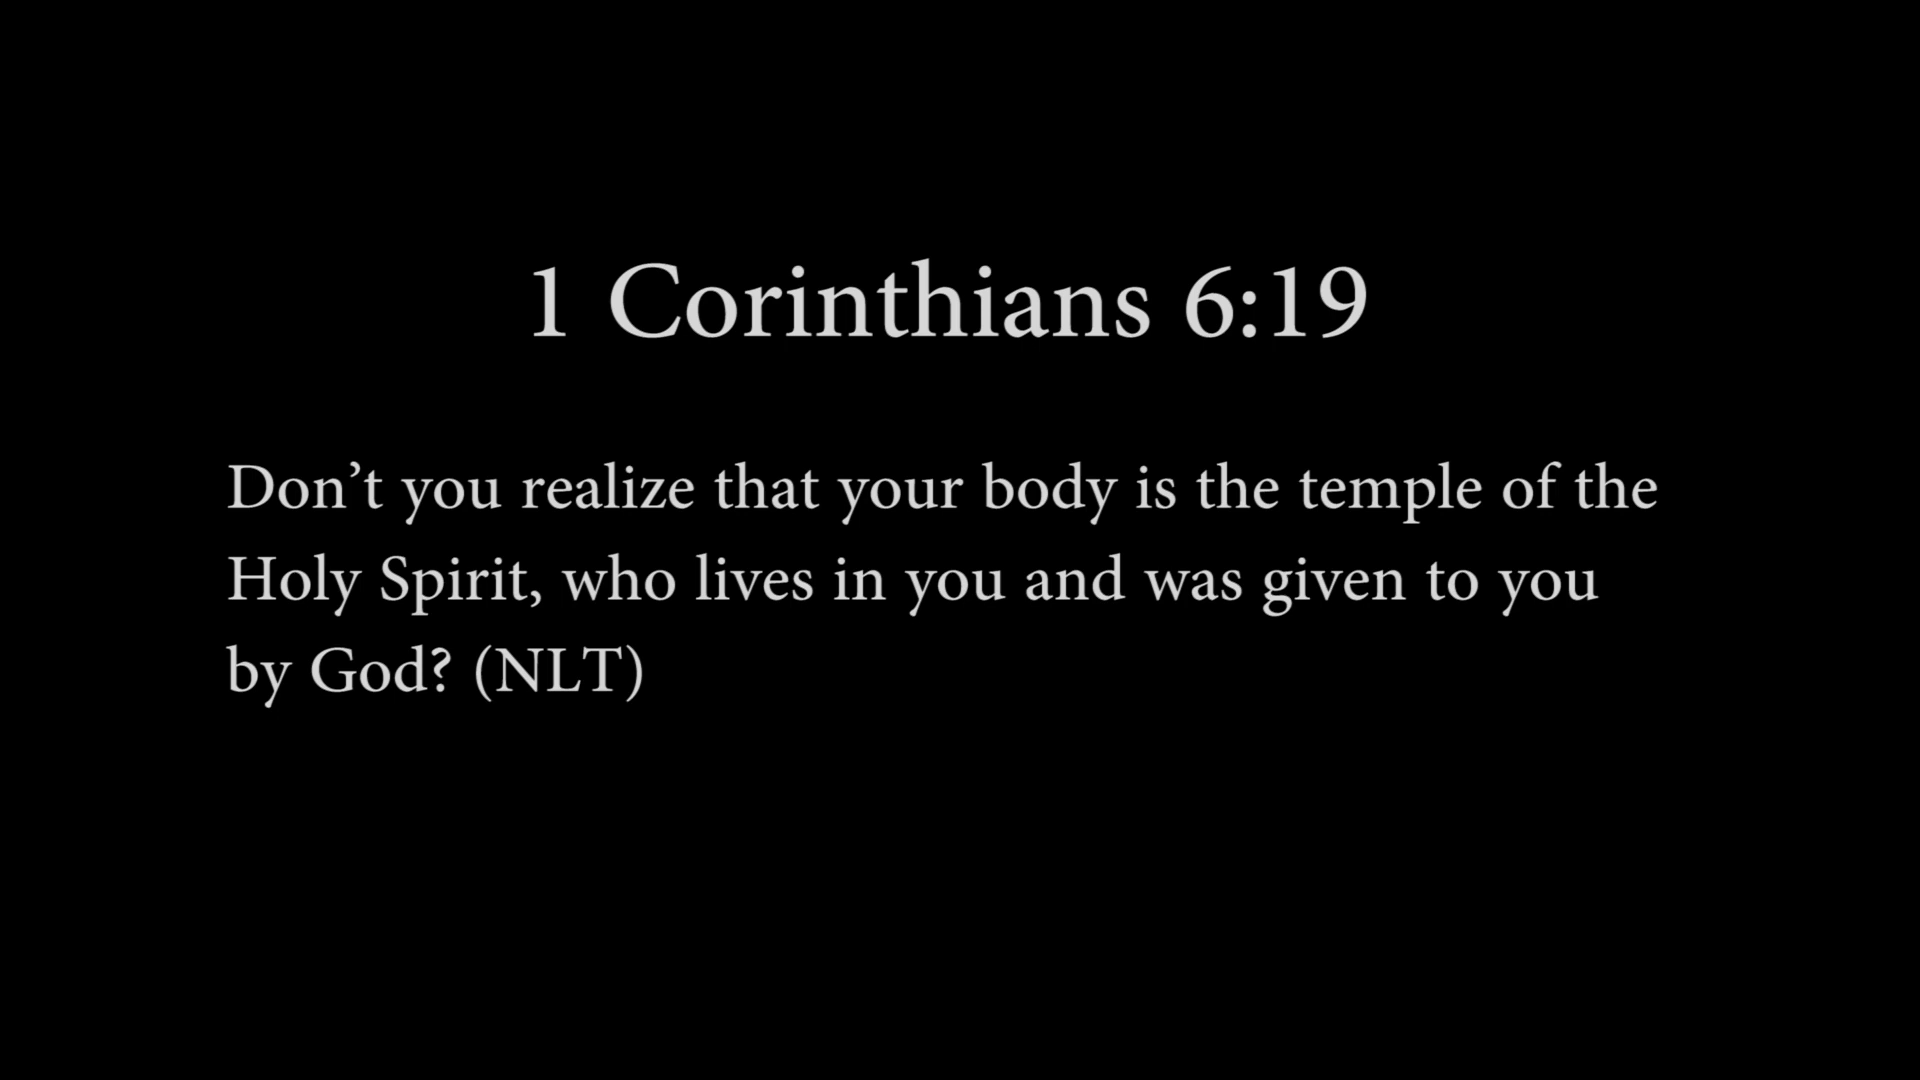 1 Corinthians 6:19
Don’t you realize that your body is the temple of the
Holy Spirit, who lives in you and was given to you
by God? (NLT)